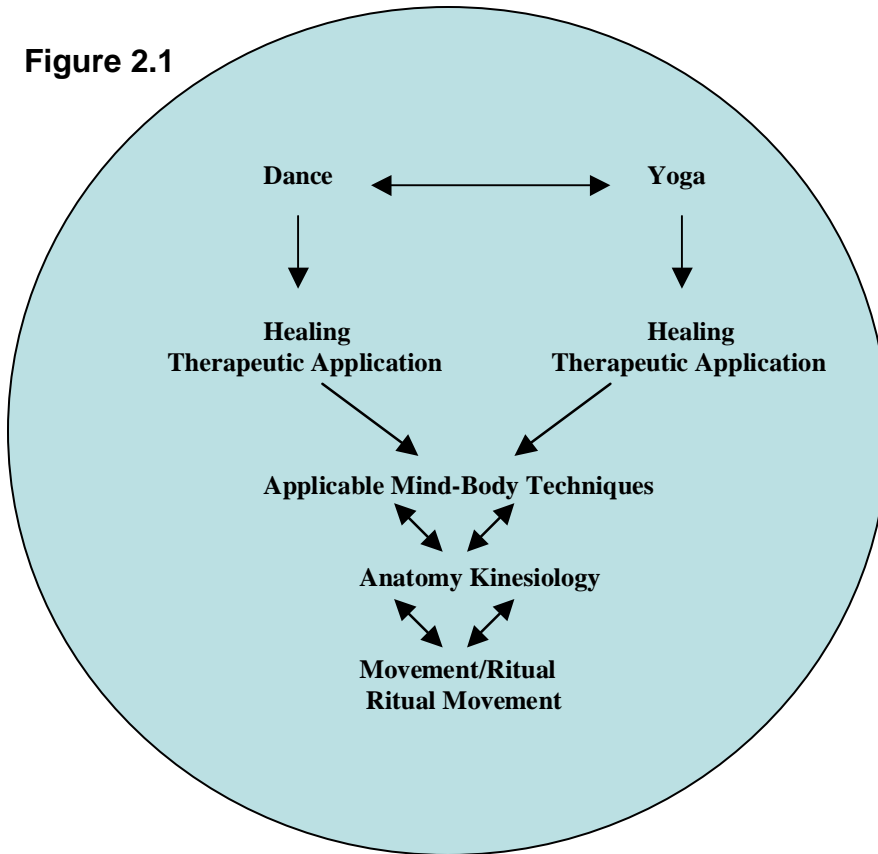 Figure 2.1
Dance Yoga
Healing Healing
Therapeutic Application Therapeutic Application
Applicable Mind-Body Techniques
Anatomy Kinesiology
Movement/Ritual
Ritual Movement